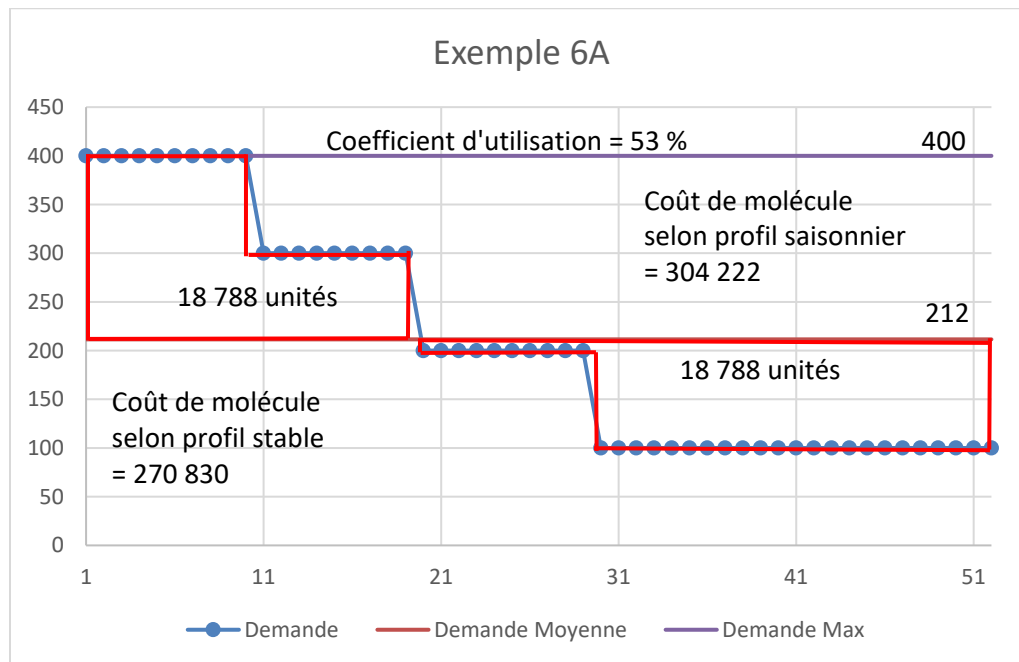 Exemple 6A
450
400
350
300
250
200
150
100
50
0
Coefficient d'utilisation = 53 %
400
Coût de molécule
selon profil saisonnier
= 304 222
18 788 unités
212
18 788 unités
Coût de molécule
selon profil stable
= 270 830
1
11
21
31
41
51
Demande
Demande Moyenne
Demande Max